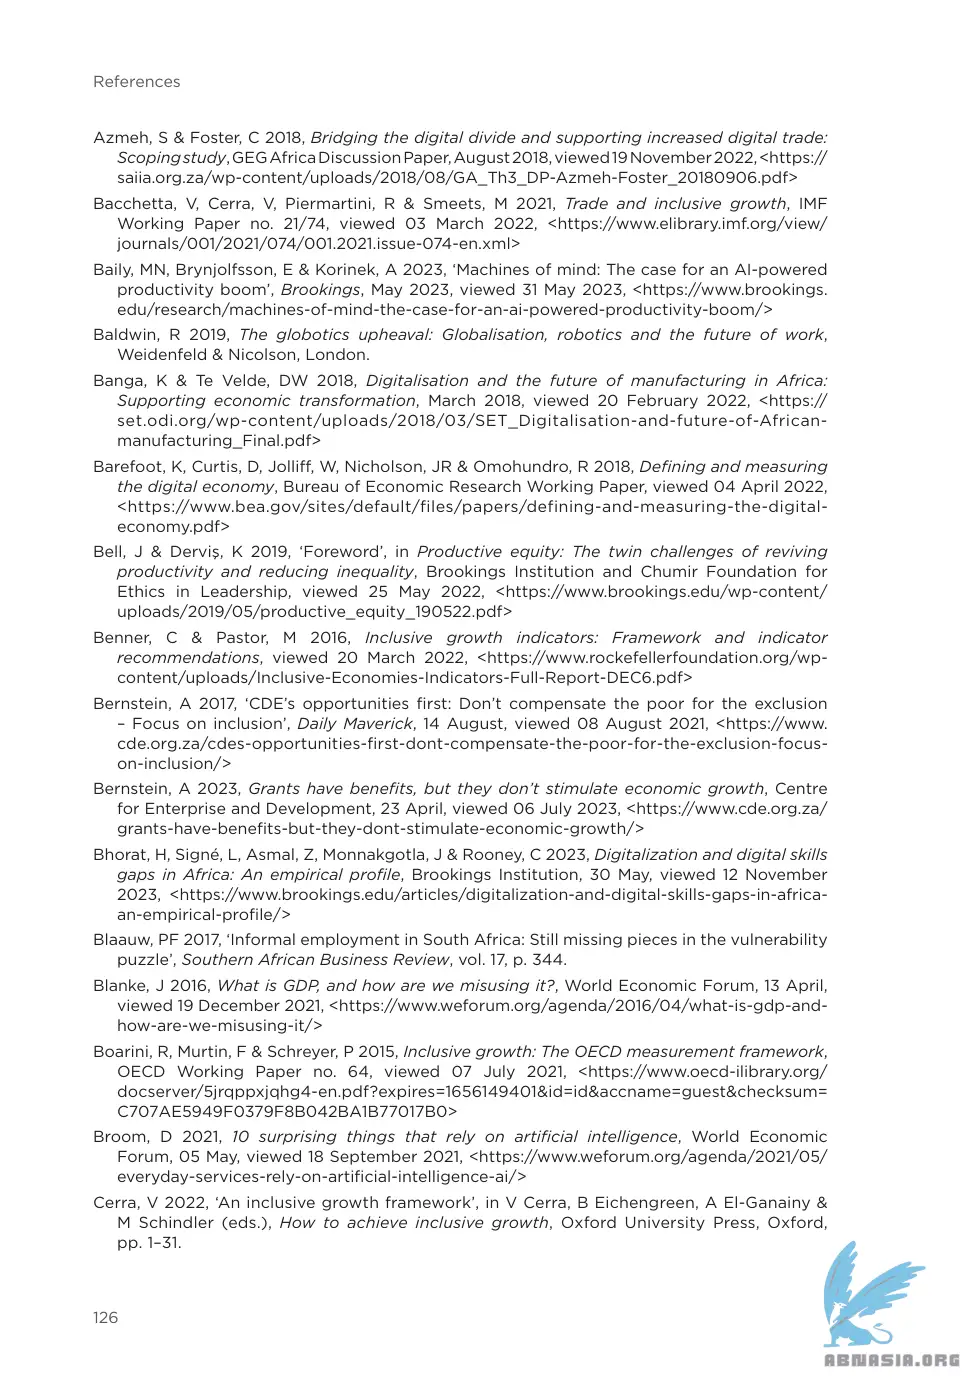 References
Azmeh, S & Foster, C 2018, Bridging the digital divide and supporting increased digital trade:
Scoping study, GEG Africa Discussion Paper, August 2018, viewed 19 November 2022, <https://
saiia.org.za/wp-content/uploads/2018/08/GA_Th3_DP-Azmeh-Foster_20180906.pdf>
Bacchetta, V, Cerra, V, Piermartini, R & Smeets, M 2021, Trade and inclusive growth, IMF
Working Paper no. 21/74, viewed 03 March 2022, <https://www.elibrary.imf.org/view/
journals/001/2021/074/001.2021.issue-074-en.xml>
Baily, MN, Brynjolfsson, E & Korinek, A 2023, ‘Machines of mind: The case for an AI-powered
productivity boom’, Brookings, May 2023, viewed 31 May 2023, <https://www.brookings.
edu/research/machines-of-mind-the-case-for-an-ai-powered-productivity-boom/>
Baldwin, R 2019, The globotics upheaval: Globalisation, robotics and the future of work,
Weidenfeld & Nicolson, London.
Banga, K & Te Velde, DW 2018, Digitalisation and the future of manufacturing in Africa:
Supporting economic transformation, March 2018, viewed 20 February 2022, <https://
set.odi.org/wp-content/uploads/2018/03/SET_Digitalisation-and-future-of-African-
manufacturing_Final.pdf>
Barefoot, K, Curtis, D, Jolliff, W, Nicholson, JR & Omohundro, R 2018, Defining and measuring
the digital economy, Bureau of Economic Research Working Paper, viewed 04 April 2022,
<https://www.bea.gov/sites/default/files/papers/defining-and-measuring-the-digital-
economy.pdf>
Bell, J & Derviş, K 2019, ‘Foreword’, in Productive equity: The twin challenges of reviving
productivity and reducing inequality, Brookings Institution and Chumir Foundation for
Ethics in Leadership, viewed 25 May 2022, <https://www.brookings.edu/wp-content/
uploads/2019/05/productive_equity_190522.pdf>
Benner, C & Pastor, M 2016, Inclusive growth indicators: Framework and indicator
recommendations, viewed 20 March 2022, <https://www.rockefellerfoundation.org/wp-
content/uploads/Inclusive-Economies-Indicators-Full-Report-DEC6.pdf>
Bernstein, A 2017, ‘CDE’s opportunities first: Don’t compensate the poor for the exclusion
– Focus on inclusion’, Daily Maverick, 14 August, viewed 08 August 2021, <https://www.
cde.org.za/cdes-opportunities-first-dont-compensate-the-poor-for-the-exclusion-focus-
on-inclusion/>
Bernstein, A 2023, Grants have benefits, but they don’t stimulate economic growth, Centre
for Enterprise and Development, 23 April, viewed 06 July 2023, <https://www.cde.org.za/
grants-have-benefits-but-they-dont-stimulate-economic-growth/>
Bhorat, H, Signé, L, Asmal, Z, Monnakgotla, J & Rooney, C 2023, Digitalization and digital skills
gaps in Africa: An empirical profile, Brookings Institution, 30 May, viewed 12 November
2023, <https://www.brookings.edu/articles/digitalization-and-digital-skills-gaps-in-africa-
an-empirical-profile/>
Blaauw, PF 2017, ‘Informal employment in South Africa: Still missing pieces in the vulnerability
puzzle’, Southern African Business Review, vol. 17, p. 344.
Blanke, J 2016, What is GDP, and how are we misusing it?, World Economic Forum, 13 April,
viewed 19 December 2021, <https://www.weforum.org/agenda/2016/04/what-is-gdp-and-
how-are-we-misusing-it/>
Boarini, R, Murtin, F & Schreyer, P 2015, Inclusive growth: The OECD measurement framework,
OECD Working Paper no. 64, viewed 07 July 2021, <https://www.oecd-ilibrary.org/
docserver/5jrqppxjqhg4-en.pdf?expires=1656149401&id=id&accname=guest&checksum=
C707AE5949F0379F8B042BA1B77017B0>
Broom, D 2021, 10 surprising things that rely on artificial intelligence, World Economic
Forum, 05 May, viewed 18 September 2021, <https://www.weforum.org/agenda/2021/05/
everyday-services-rely-on-artificial-intelligence-ai/>
Cerra, V 2022, ‘An inclusive growth framework’, in V Cerra, B Eichengreen, A El-Ganainy &
M Schindler (eds.), How to achieve inclusive growth, Oxford University Press, Oxford,
pp. 1–31.
126
ABNASIA.ORG